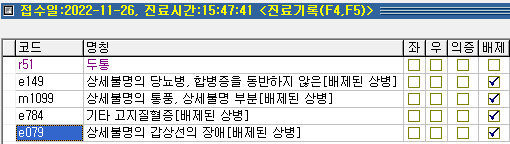 접수일:2022-11-26, 진료시간:15:47:41 <진료기록(F4,F5)>
코드 명칭 좌 우 의증 배제
r51 두통
e149 상세불명의 당뇨병, 합병증을 동반하지 않은[배제된 상병]
m1099 상세불명의 통풍, 상세불명 부분[배제된 상병]
e784 기타 고지질혈증[배제된 상병]
e079 상세불명의 갑상선의 장애[배제된 상병]